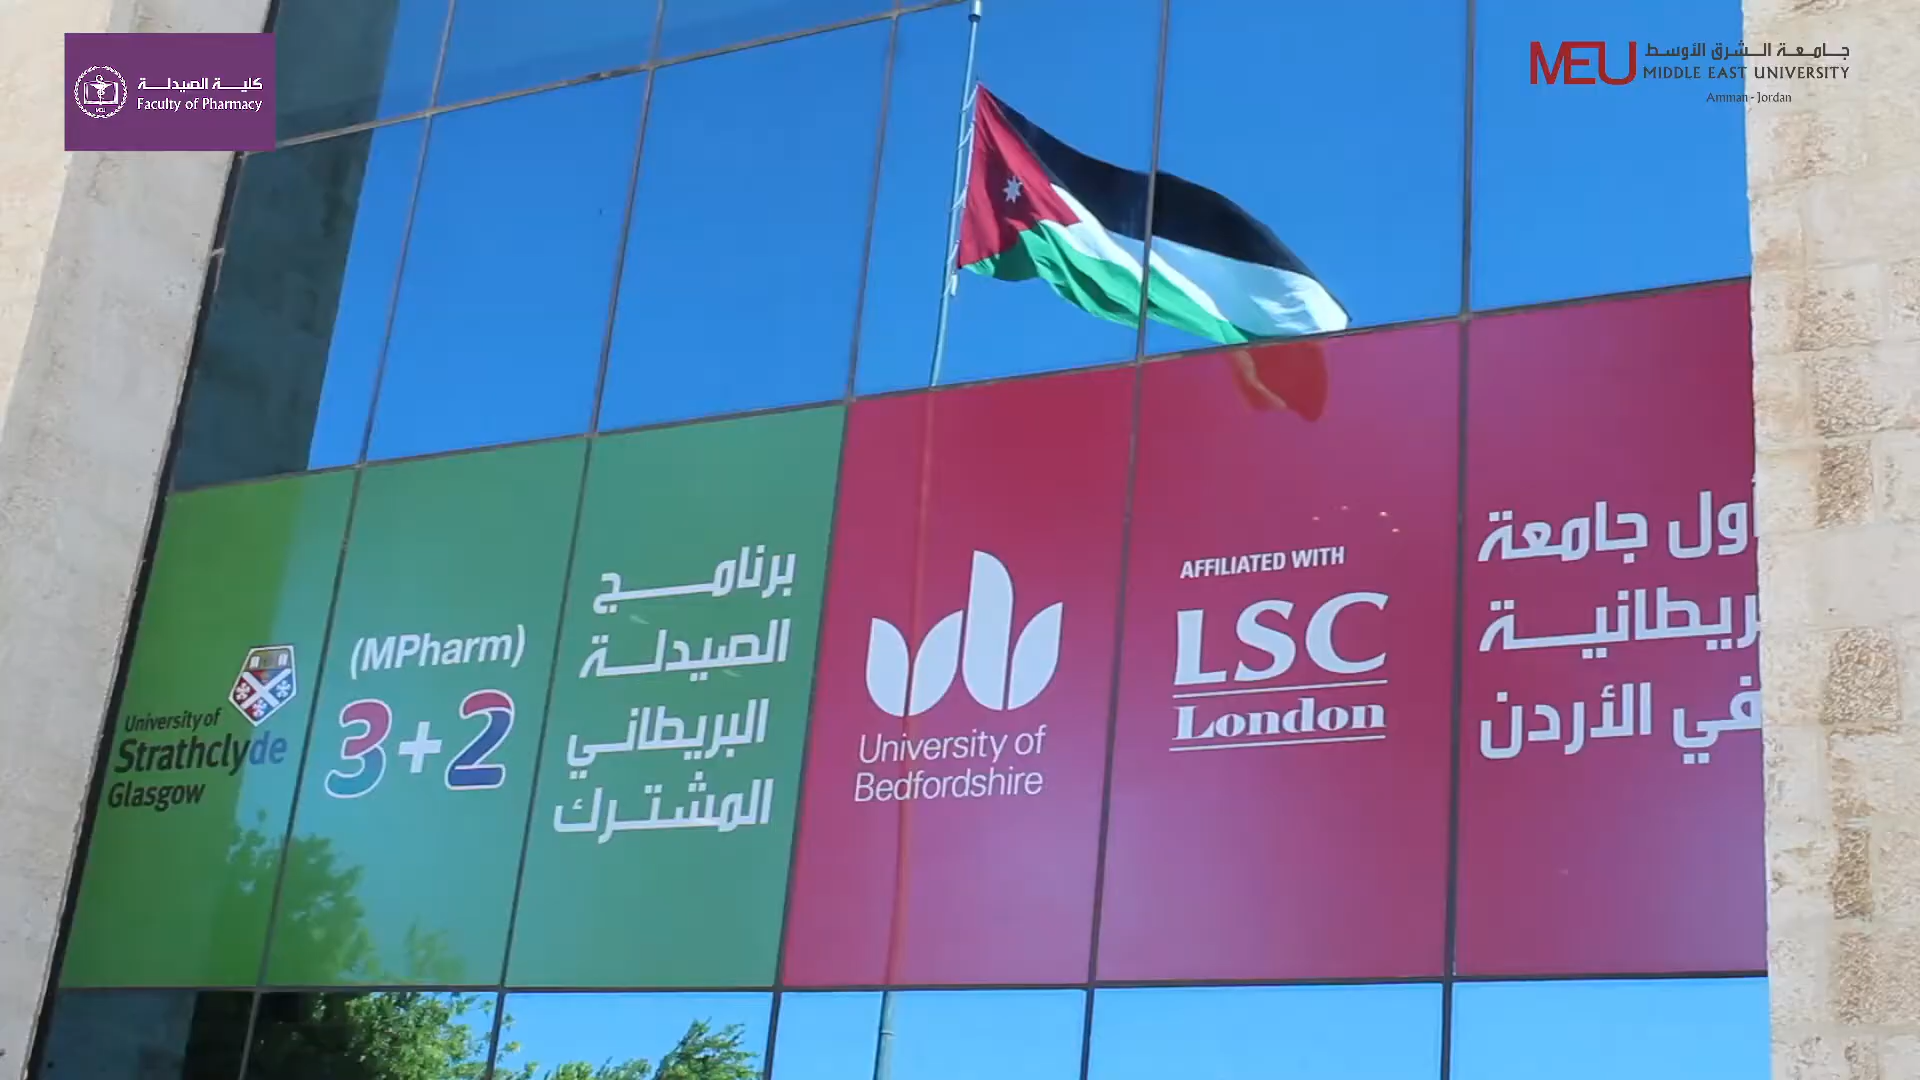 كلية الصيدلة
Faculty of Pharmacy
MEU
جامعة الشرق الأوسط
MIDDLE EAST UNIVERSITY
Amman - Jordan
University of
Strathclyde
Glasgow
(MPharm)
3+2
برنامج
الصيدلة
البريطاني
المشترك
University of
Bedfordshire
AFFILIATED WITH
LSC
London
أول جامعة
بريطانية
في الأردن